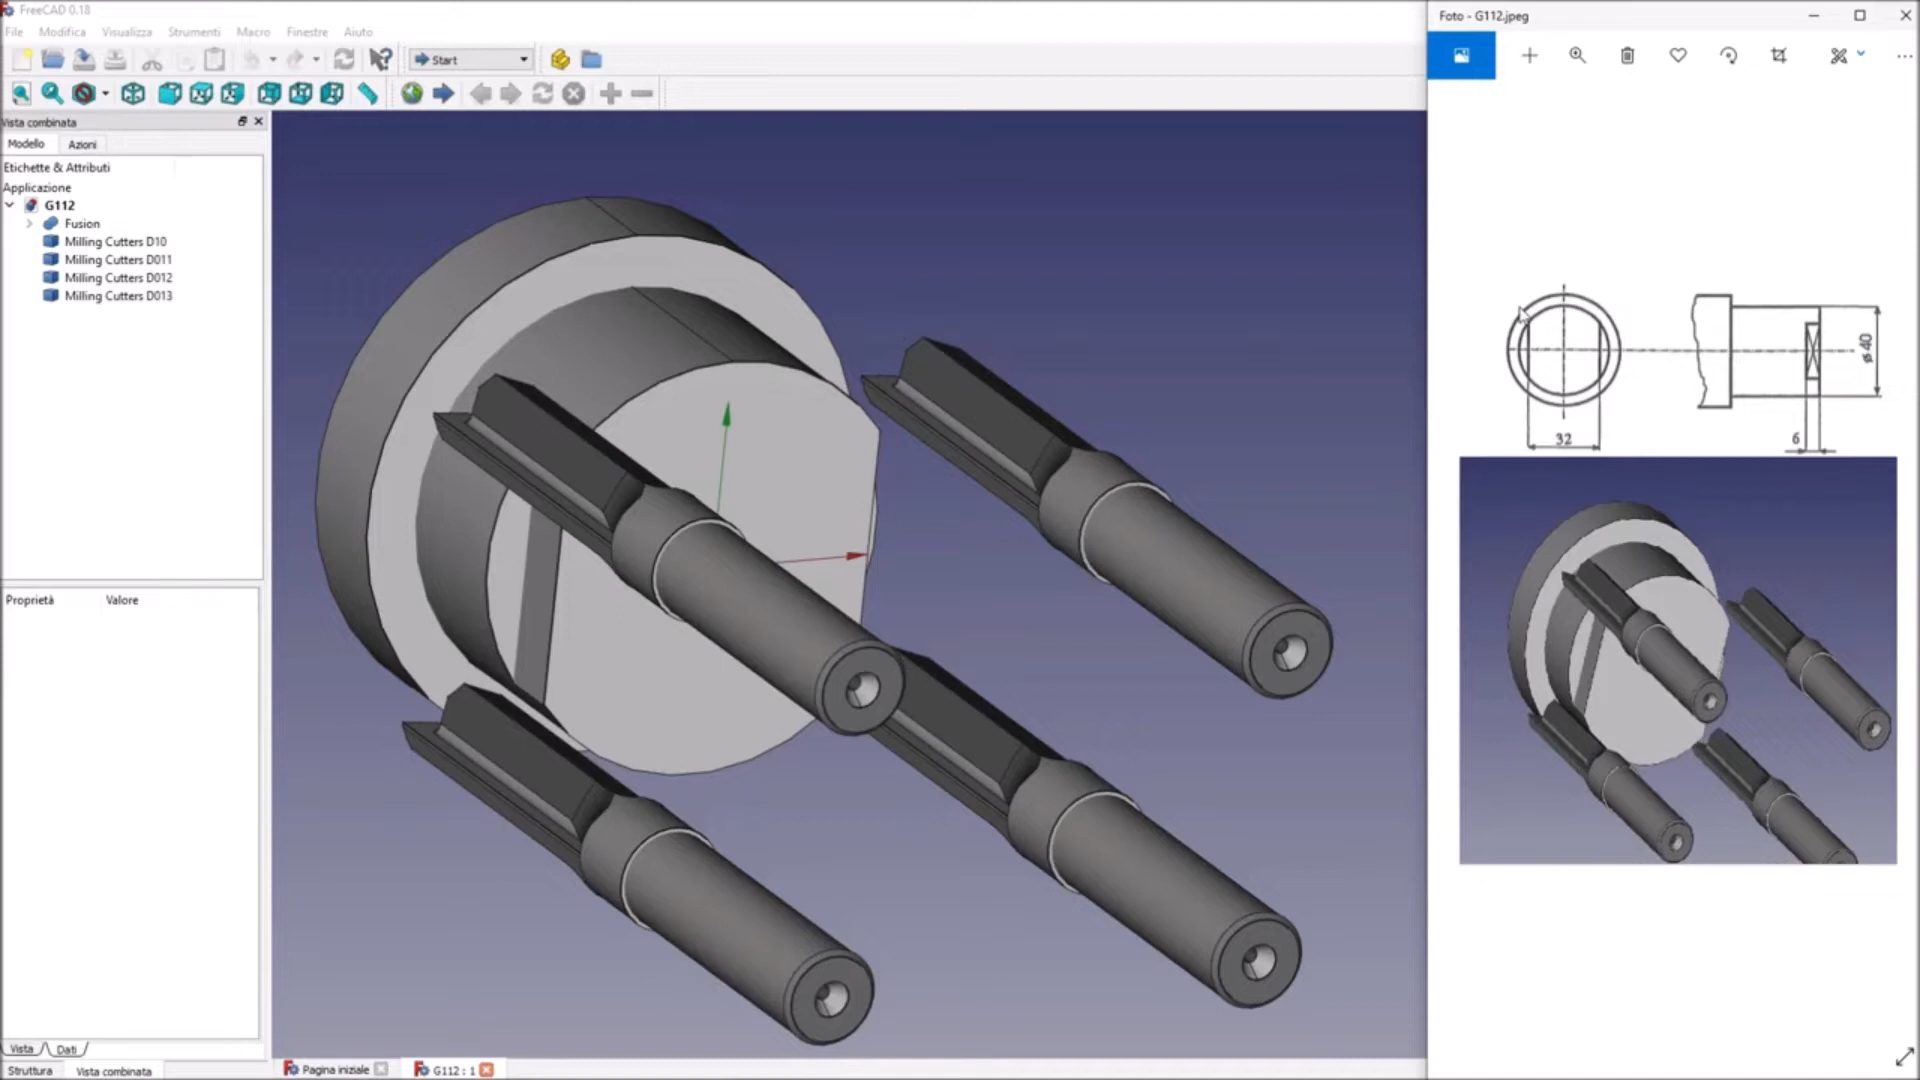 FreeCAD 0.18
File Modifica Visualizza Strumenti Macro Finestre Aiuto
Start
Vista combinata
Modello Azioni
Etichette & Attributi
Applicazione
G112
Fusion
Milling Cutters D10
Milling Cutters D011
Milling Cutters D012
Milling Cutters D013
Proprietà Valore
Vista Dati
Struttura Vista combinata
Pagina iniziale G112 : 1
Foto - G112.jpeg
ø 40
32
6